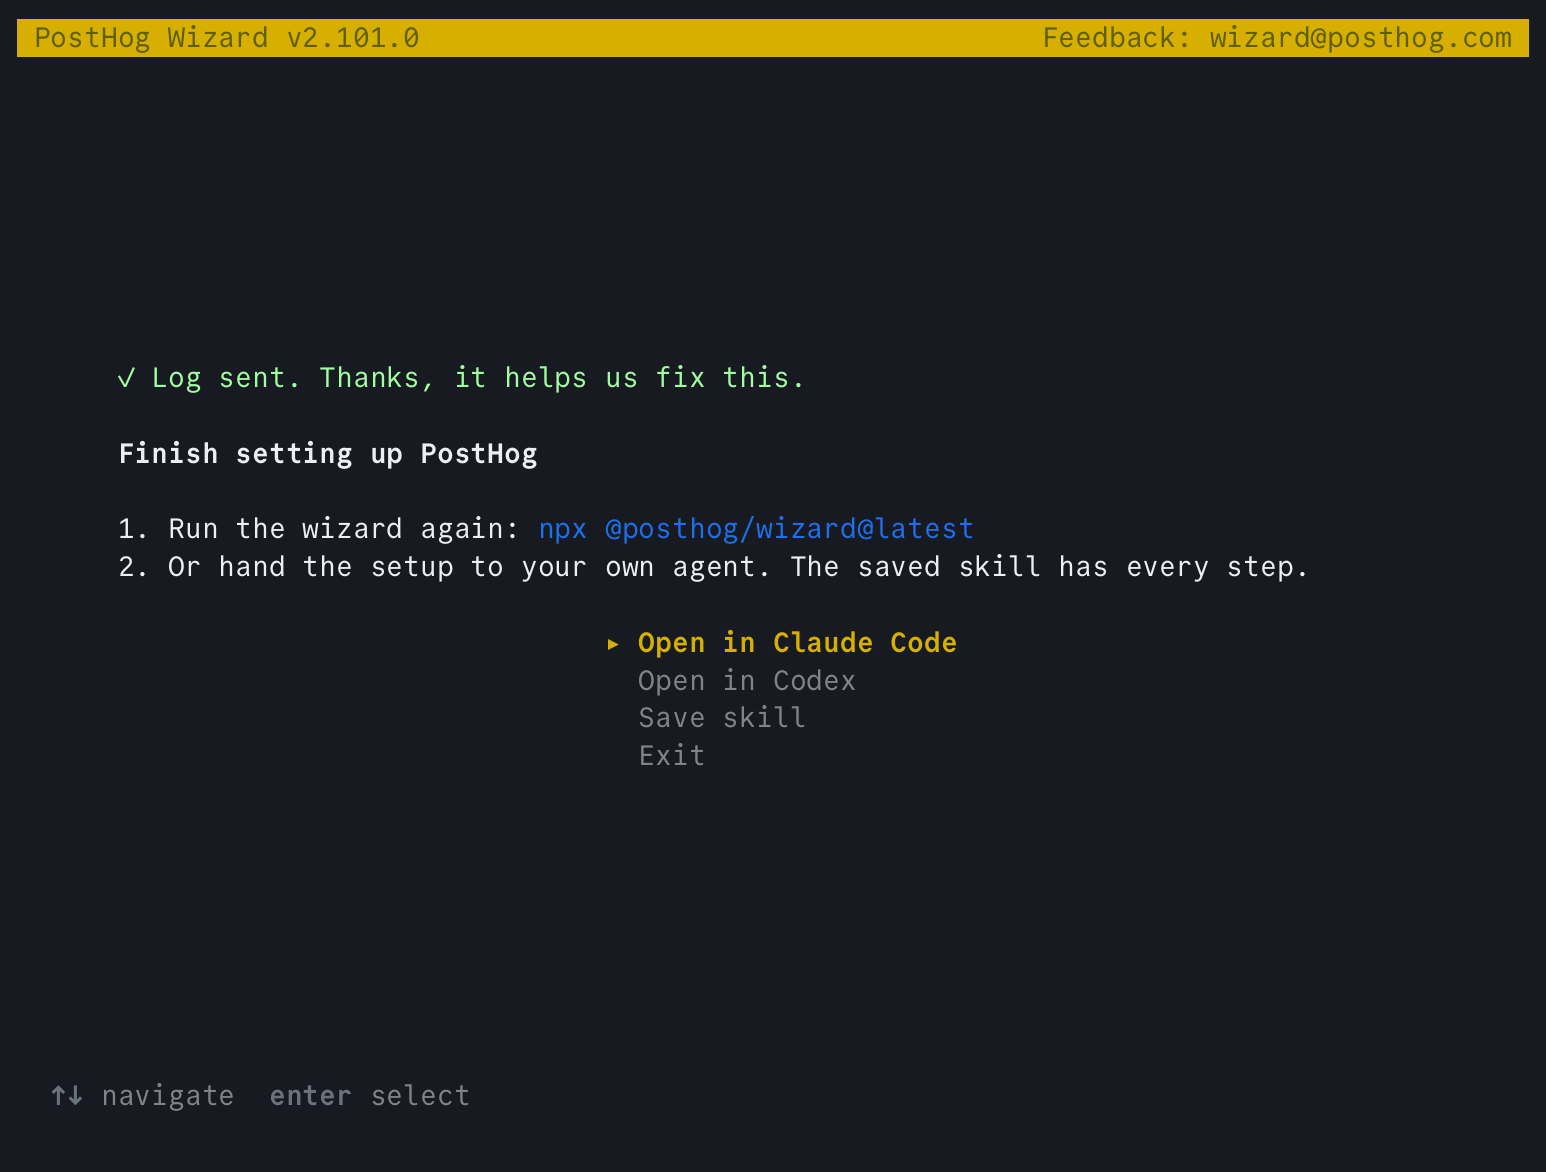 PostHog Wizard v2.101.0 Feedback: wizard@posthog.com
✓ Log sent. Thanks, it helps us fix this.
Finish setting up PostHog
1. Run the wizard again: npx @posthog/wizard@latest
2. Or hand the setup to your own agent. The saved skill has every step.
▸ Open in Claude Code
Open in Codex
Save skill
Exit
↑↓ navigate enter select